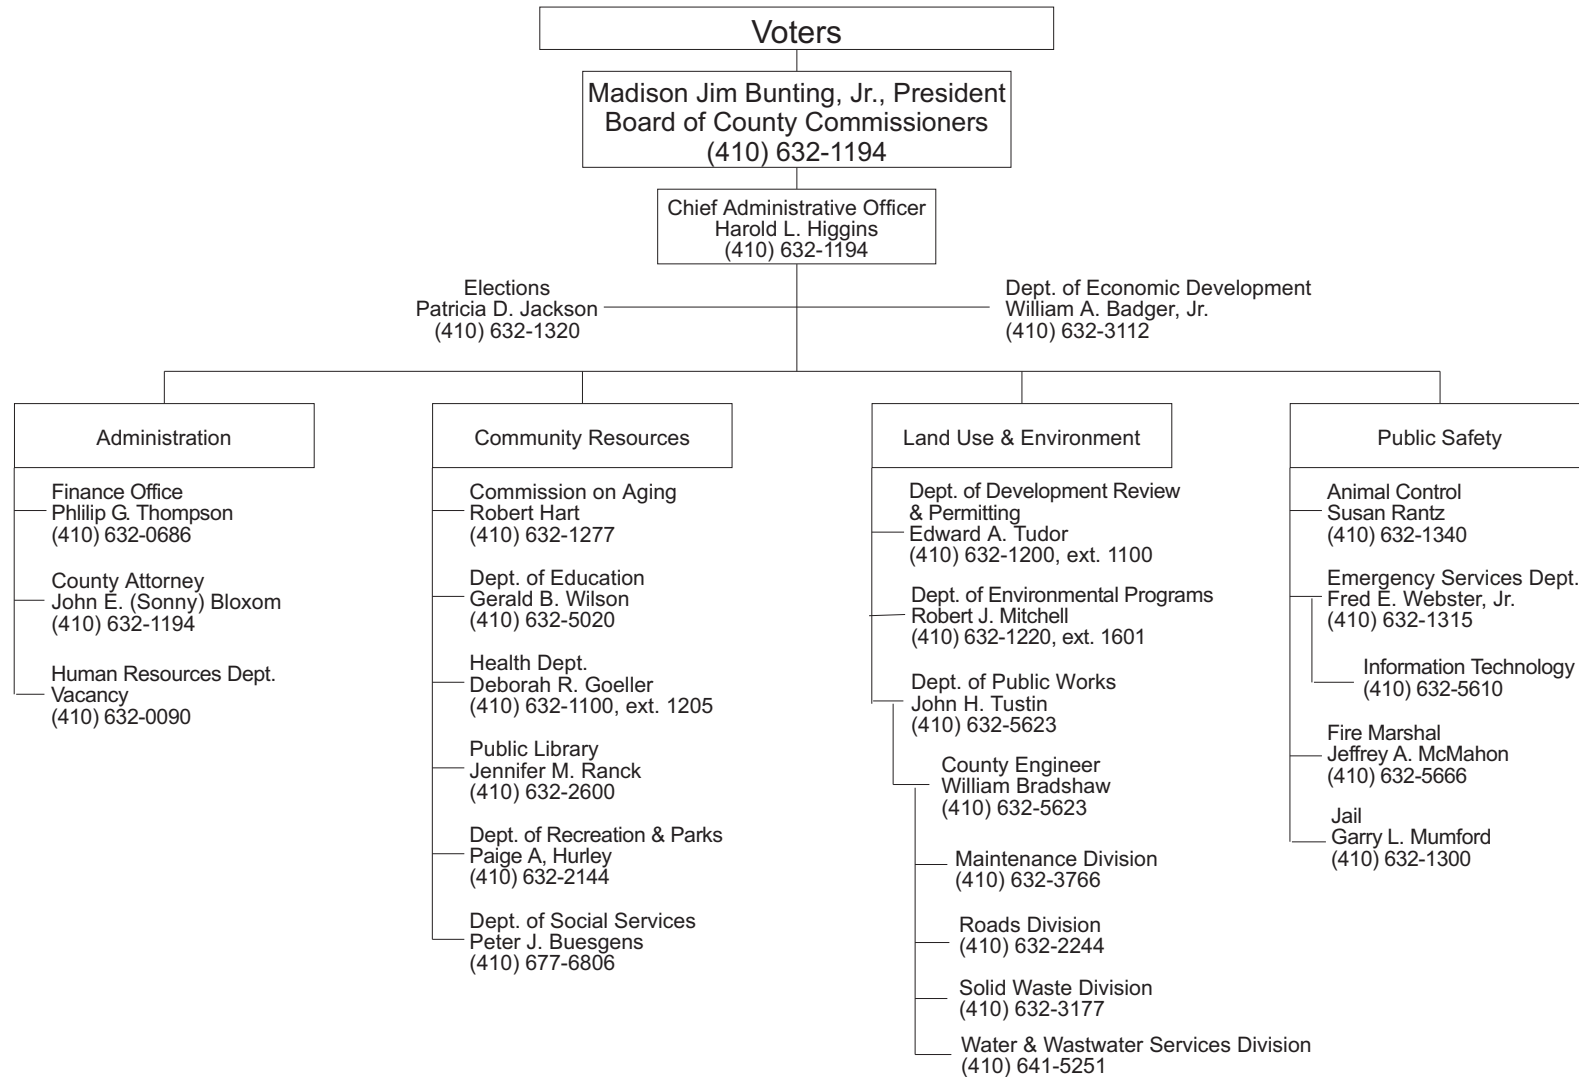 Voters
Madison Jim Bunting, Jr., President
Board of County Commissioners
(410) 632-1194
Chief Administrative Officer
Harold L. Higgins
(410) 632-1194
Elections
Patricia D. Jackson
(410) 632-1320
Dept. of Economic Development
William A. Badger, Jr.
(410) 632-3112
Administration
Finance Office
Phlilip G. Thompson
(410) 632-0686
County Attorney
John E. (Sonny) Bloxom
(410) 632-1194
Human Resources Dept.
Vacancy
(410) 632-0090
Community Resources
Commission on Aging
Robert Hart
(410) 632-1277
Dept. of Education
Gerald B. Wilson
(410) 632-5020
Health Dept.
Deborah R. Goeller
(410) 632-1100, ext. 1205
Public Library
Jennifer M. Ranck
(410) 632-2600
Dept. of Recreation & Parks
Paige A, Hurley
(410) 632-2144
Dept. of Social Services
Peter J. Buesgens
(410) 677-6806
Land Use & Environment
Dept. of Development Review
& Permitting
Edward A. Tudor
(410) 632-1200, ext. 1100
Dept. of Environmental Programs
Robert J. Mitchell
(410) 632-1220, ext. 1601
Dept. of Public Works
John H. Tustin
(410) 632-5623
County Engineer
William Bradshaw
(410) 632-5623
Maintenance Division
(410) 632-3766
Roads Division
(410) 632-2244
Solid Waste Division
(410) 632-3177
Water & Wastwater Services Division
(410) 641-5251
Public Safety
Animal Control
Susan Rantz
(410) 632-1340
Emergency Services Dept.
Fred E. Webster, Jr.
(410) 632-1315
Information Technology
(410) 632-5610
Fire Marshal
Jeffrey A. McMahon
(410) 632-5666
Jail
Garry L. Mumford
(410) 632-1300